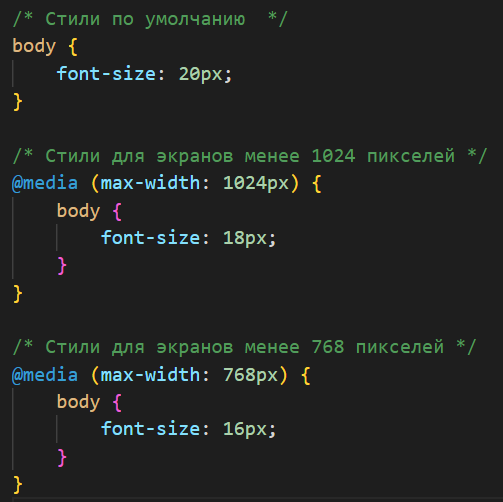 /* Стили по умолчанию  */
body {
    font-size: 20px;
}
/* Стили для экранов менее 1024 пикселей */
@media (max-width: 1024px) {
    body {
        font-size: 18px;
    }
}
/* Стили для экранов менее 768 пикселей */
@media (max-width: 768px) {
    body {
        font-size: 16px;
    }
}